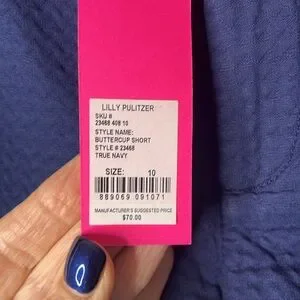 LILLY PULITZER
SKU #
23468 408 10
STYLE NAME:
BUTTERCUP SHORT
STYLE # 23468
TRUE NAVY
SIZE: 10
889069 091071
MANUFACTURER'S SUGGESTED PRICE
$70.00